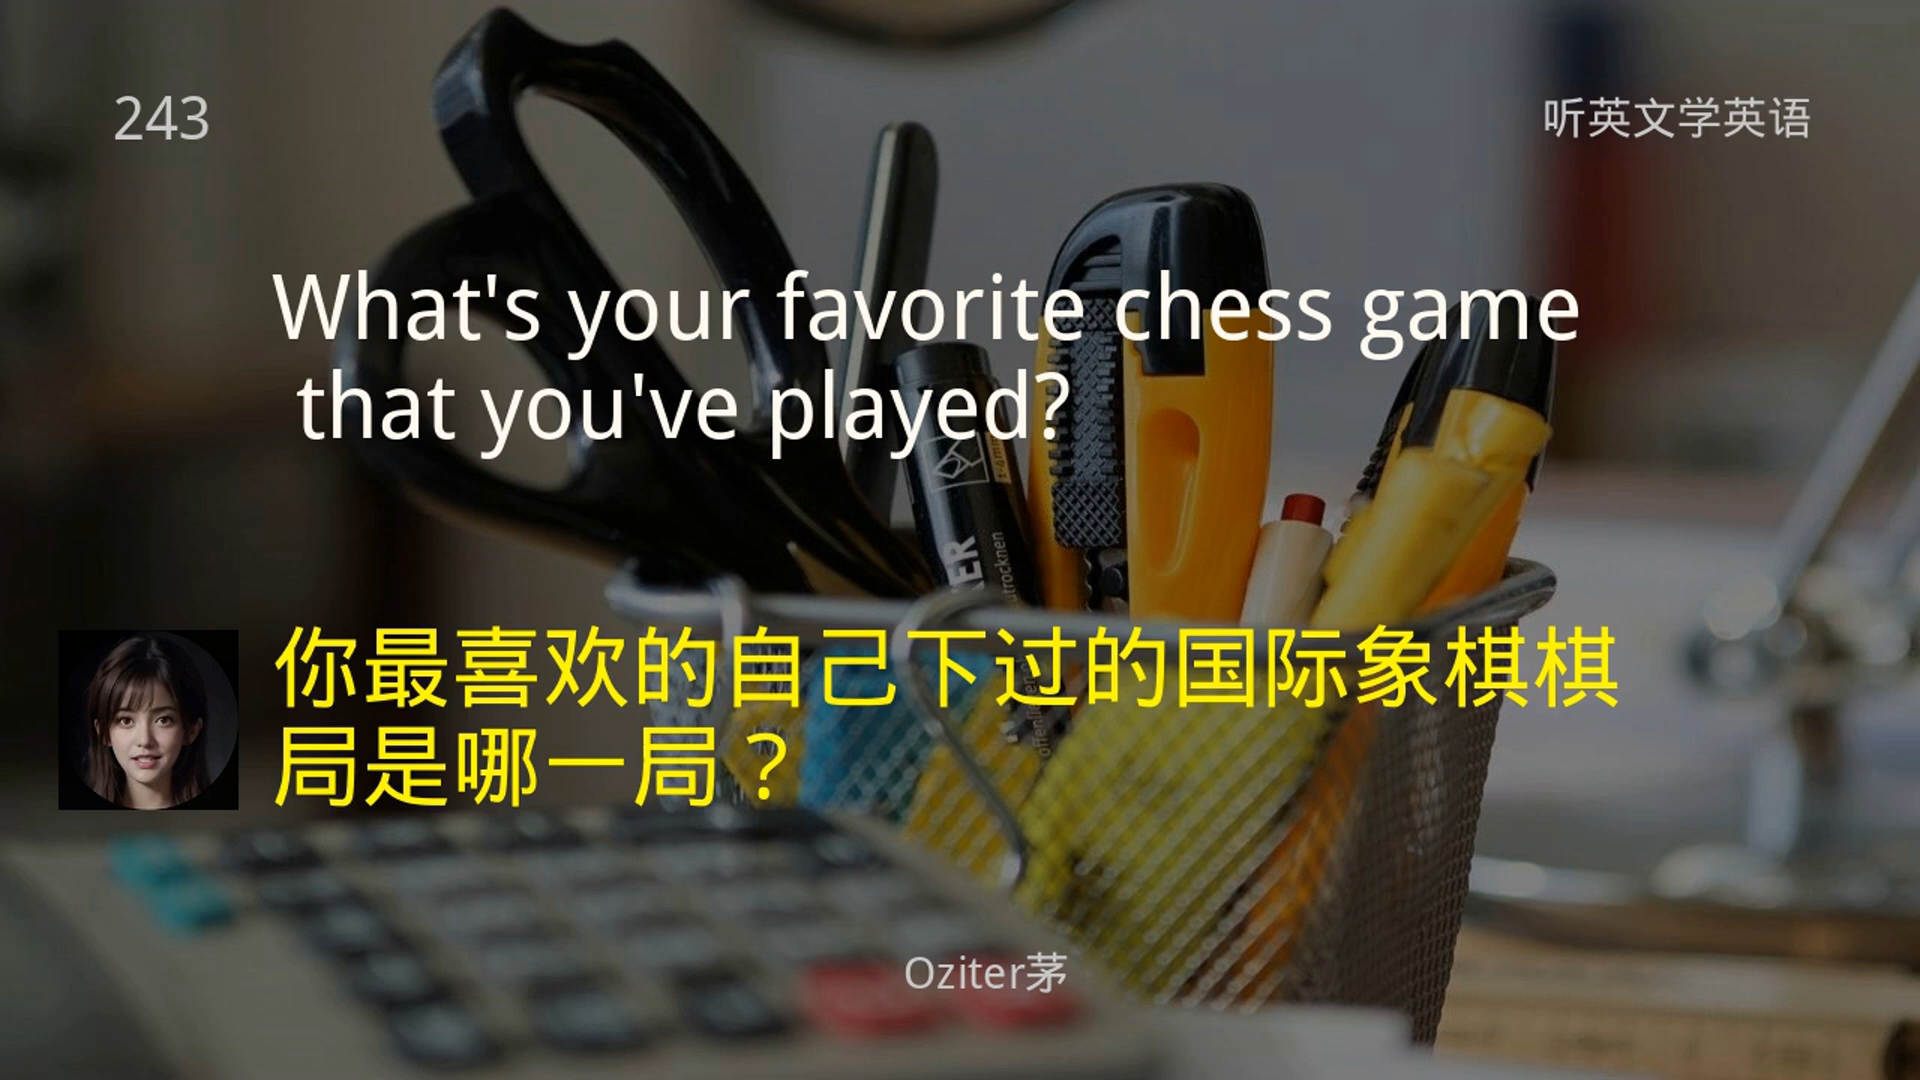 243
听英文学英语
What's your favorite chess game
that you've played?
ER
trocknen
你最喜欢的自己下过的国际象棋棋
局是哪一局？
Oziter茅